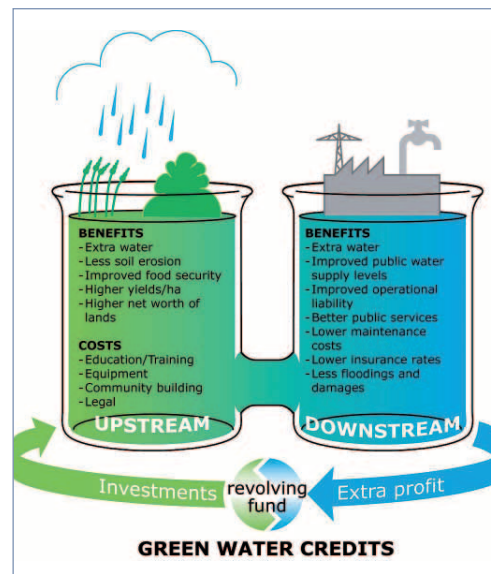 BENEFITS
-Extra water
-Less soil erosion
-Improved food security
-Higher yields/ha
-Higher net worth of
lands
COSTS
-Education/Training
-Equipment
-Community building
-Legal
UPSTREAM
BENEFITS
-Extra water
-Improved public water
supply levels
-Improved operational
liability
-Better public services
-Lower maintenance
costs
-Lower insurance rates
-Less floodings and
damages
DOWNSTREAM
Investments
revolving
fund
Extra profit
GREEN WATER CREDITS